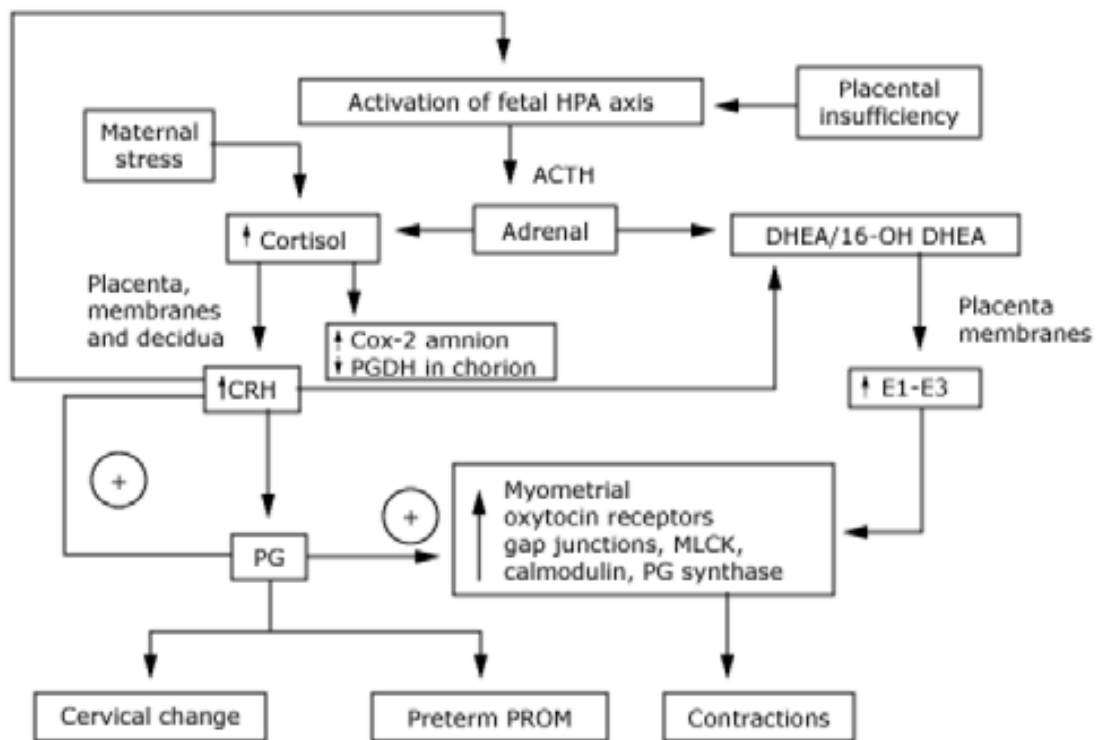 Activation of fetal HPA axis
Placental
insufficiency
Maternal
stress
ACTH
Adrenal
↑ Cortisol
DHEA/16-OH DHEA
Placenta,
membranes
and decidua
↑ Cox-2 amnion
↓ PGDH in chorion
Placenta
membranes
↑CRH
↑ E1-E3
+
+
↑ Myometrial
oxytocin receptors
gap junctions, MLCK,
calmodulin, PG synthase
PG
Cervical change
Preterm PROM
Contractions